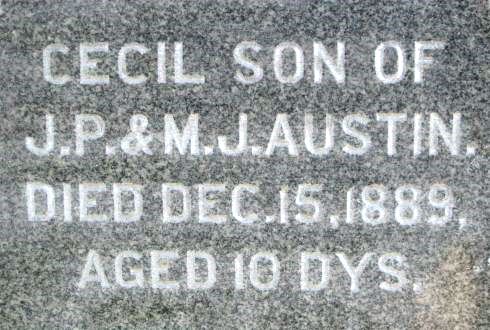 CECIL SON OF
J.P.&M.J.AUSTIN.
DIED DEC.15,1889,
AGED 10 DYS.